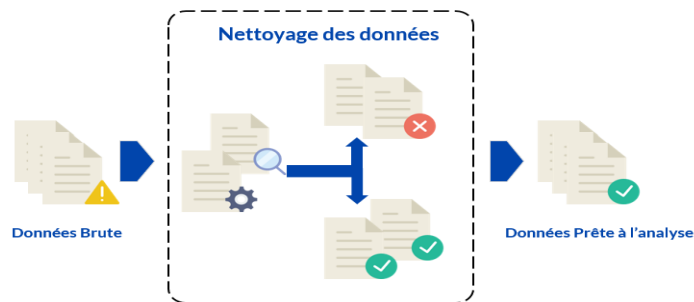 Nettoyage des données
Données Brute
Données Prête à l'analyse